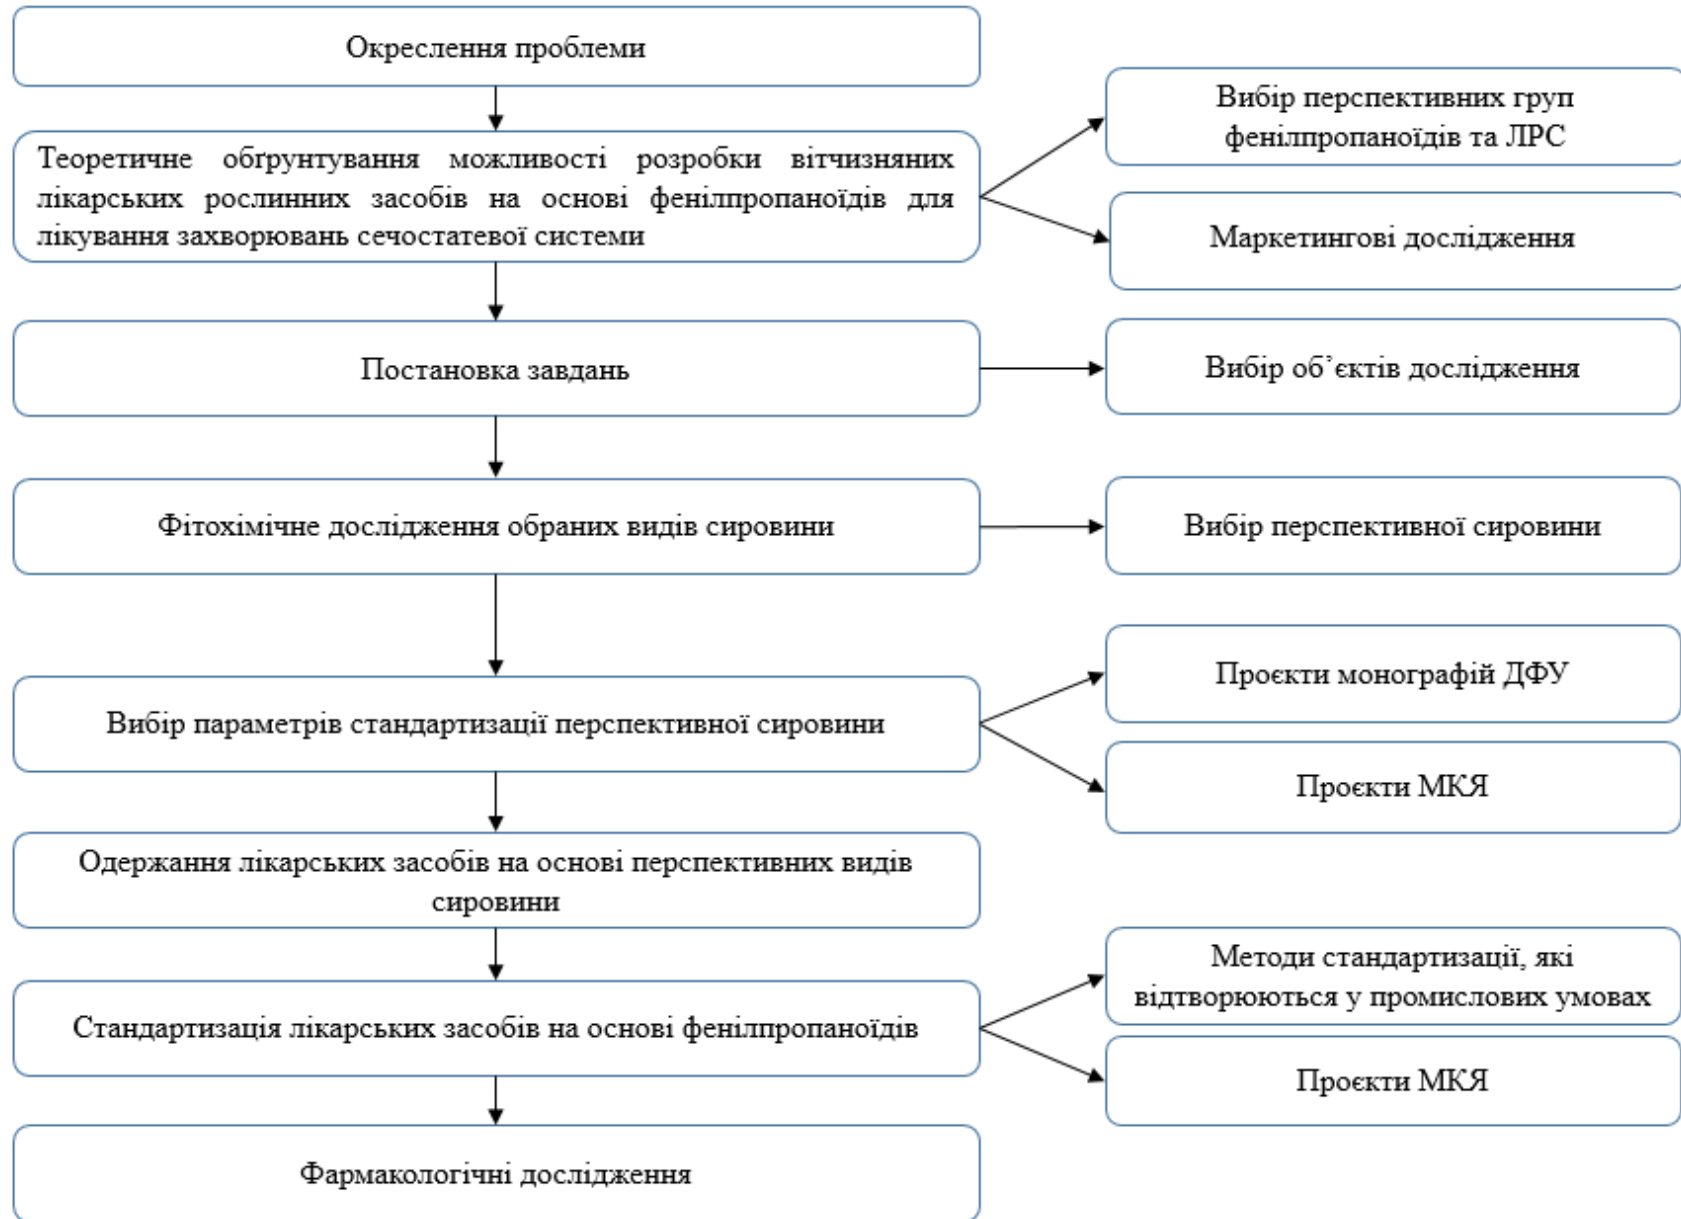 Окреслення проблеми
Вибір перспективних груп
фенілпропаноїдів та ЛРС
Теоретичне обґрунтування можливості розробки вітчизняних
лікарських рослинних засобів на основі фенілпропаноїдів для
лікування захворювань сечостатевої системи
Маркетингові дослідження
Постановка завдань
Вибір об’єктів дослідження
Фітохімічне дослідження обраних видів сировини
Вибір перспективної сировини
Вибір параметрів стандартизації перспективної сировини
Проєкти монографій ДФУ
Проєкти МКЯ
Одержання лікарських засобів на основі перспективних видів
сировини
Стандартизація лікарських засобів на основі фенілпропаноїдів
Методи стандартизації, які
відтворюються у промислових умовах
Проєкти МКЯ
Фармакологічні дослідження